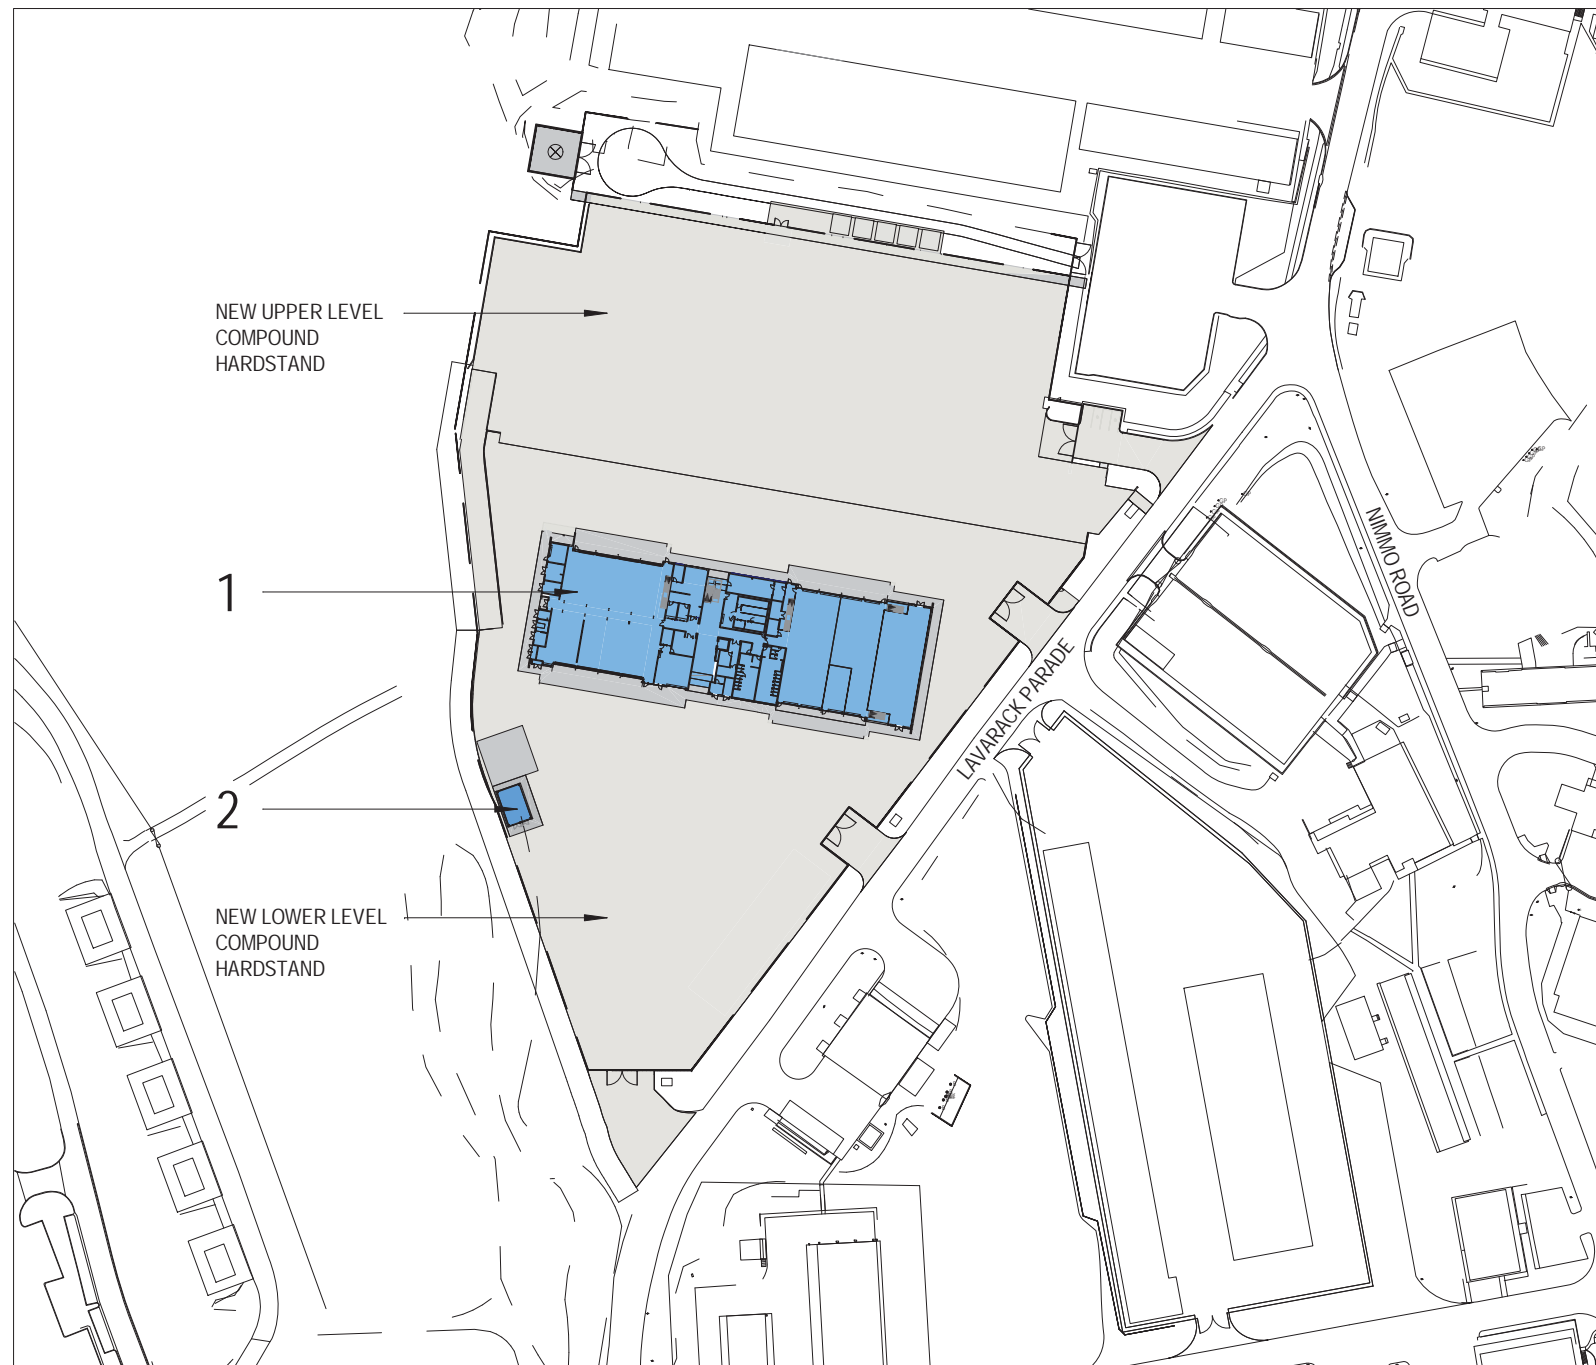 NEW UPPER LEVEL
COMPOUND
HARDSTAND
1
NIMMO ROAD
LAVARACK PARADE
2
NEW LOWER LEVEL
COMPOUND
HARDSTAND